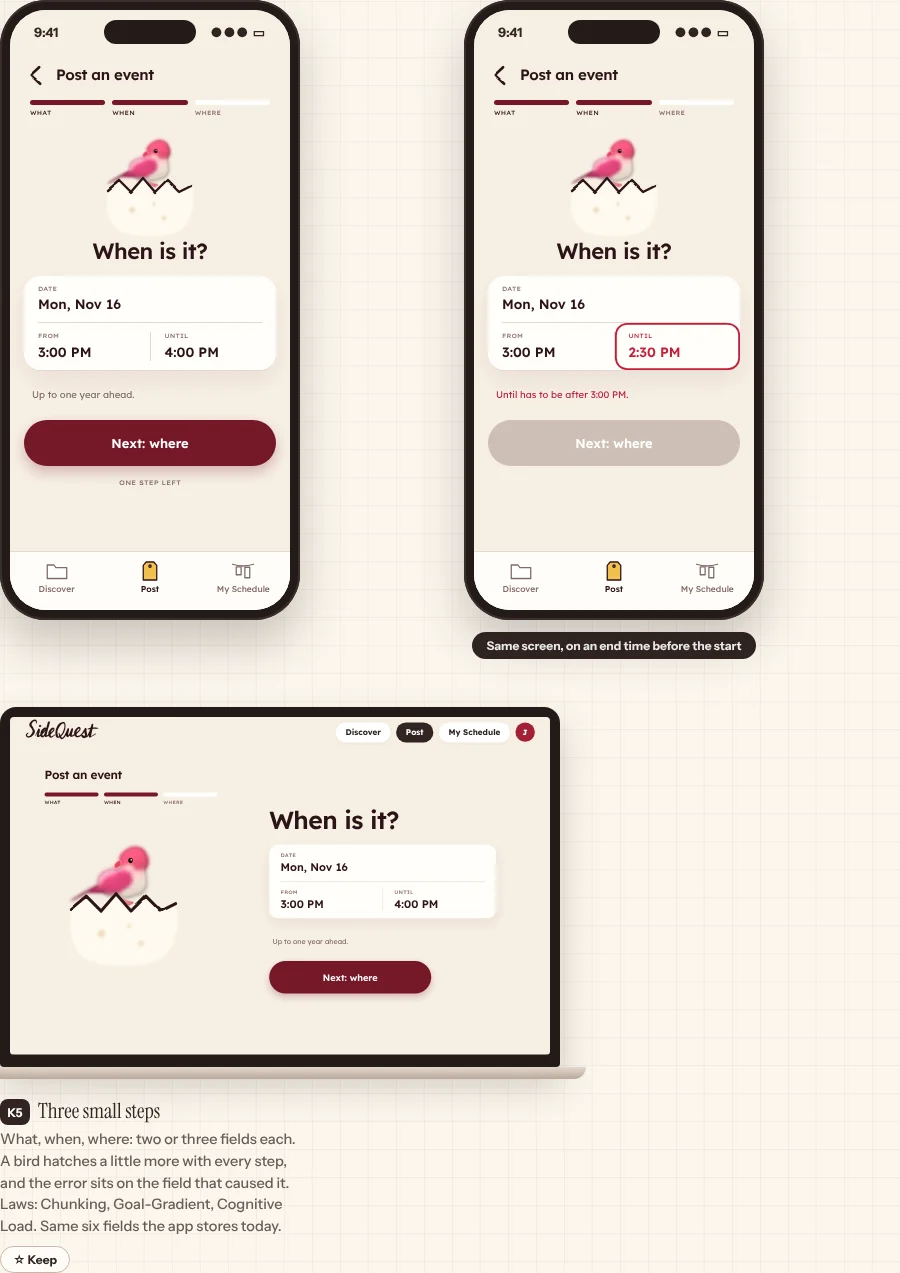 9:41
Post an event
WHAT WHEN WHERE
When is it?
DATE
Mon, Nov 16
FROM UNTIL
3:00 PM 4:00 PM
Up to one year ahead.
Next: where
ONE STEP LEFT
Discover Post My Schedule
9:41
Post an event
WHAT WHEN WHERE
When is it?
DATE
Mon, Nov 16
FROM UNTIL
3:00 PM 2:30 PM
Until has to be after 3:00 PM.
Next: where
Discover Post My Schedule
Same screen, on an end time before the start
SideQuest Discover Post My Schedule J
Post an event
WHAT WHEN WHERE
When is it?
DATE
Mon, Nov 16
FROM UNTIL
3:00 PM 4:00 PM
Up to one year ahead.
Next: where
K5 Three small steps
What, when, where: two or three fields each.
A bird hatches a little more with every step,
and the error sits on the field that caused it.
Laws: Chunking, Goal-Gradient, Cognitive
Load. Same six fields the app stores today.
☆ Keep